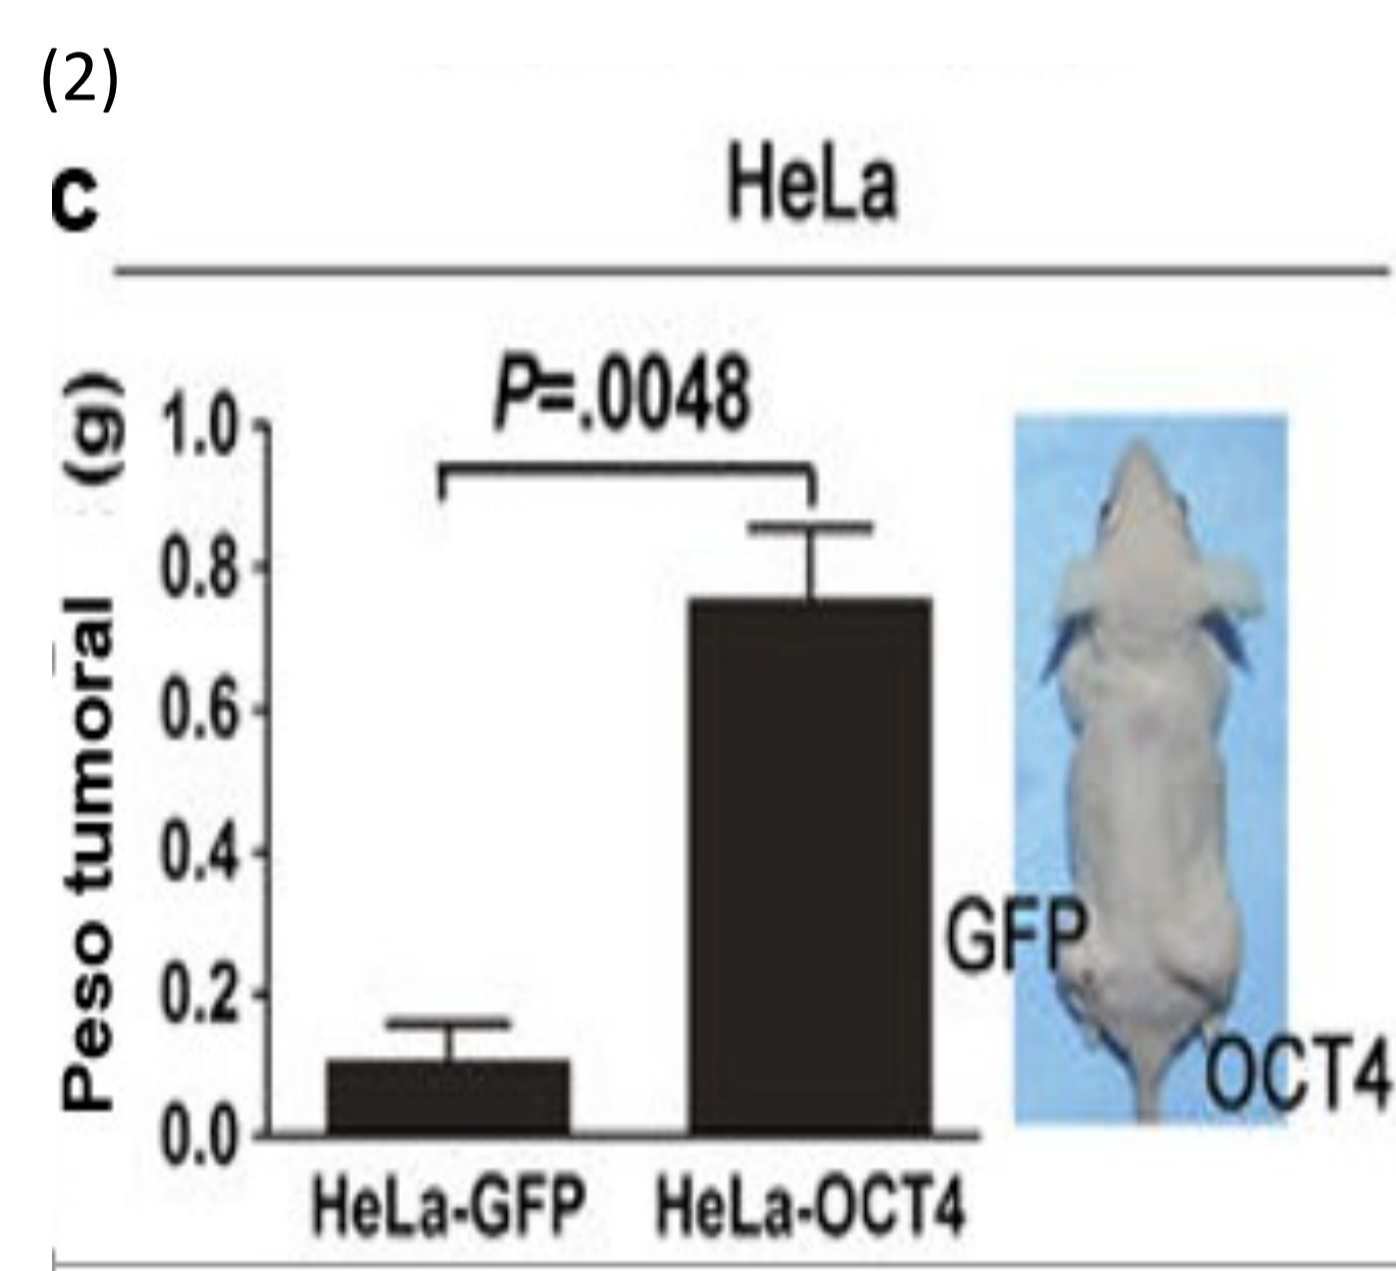 (2)
c
HeLa
P=.0048
Peso tumoral (g)
1.0
0.8
0.6
0.4
0.2
0.0
GFP
OCT4
HeLa-GFP HeLa-OCT4